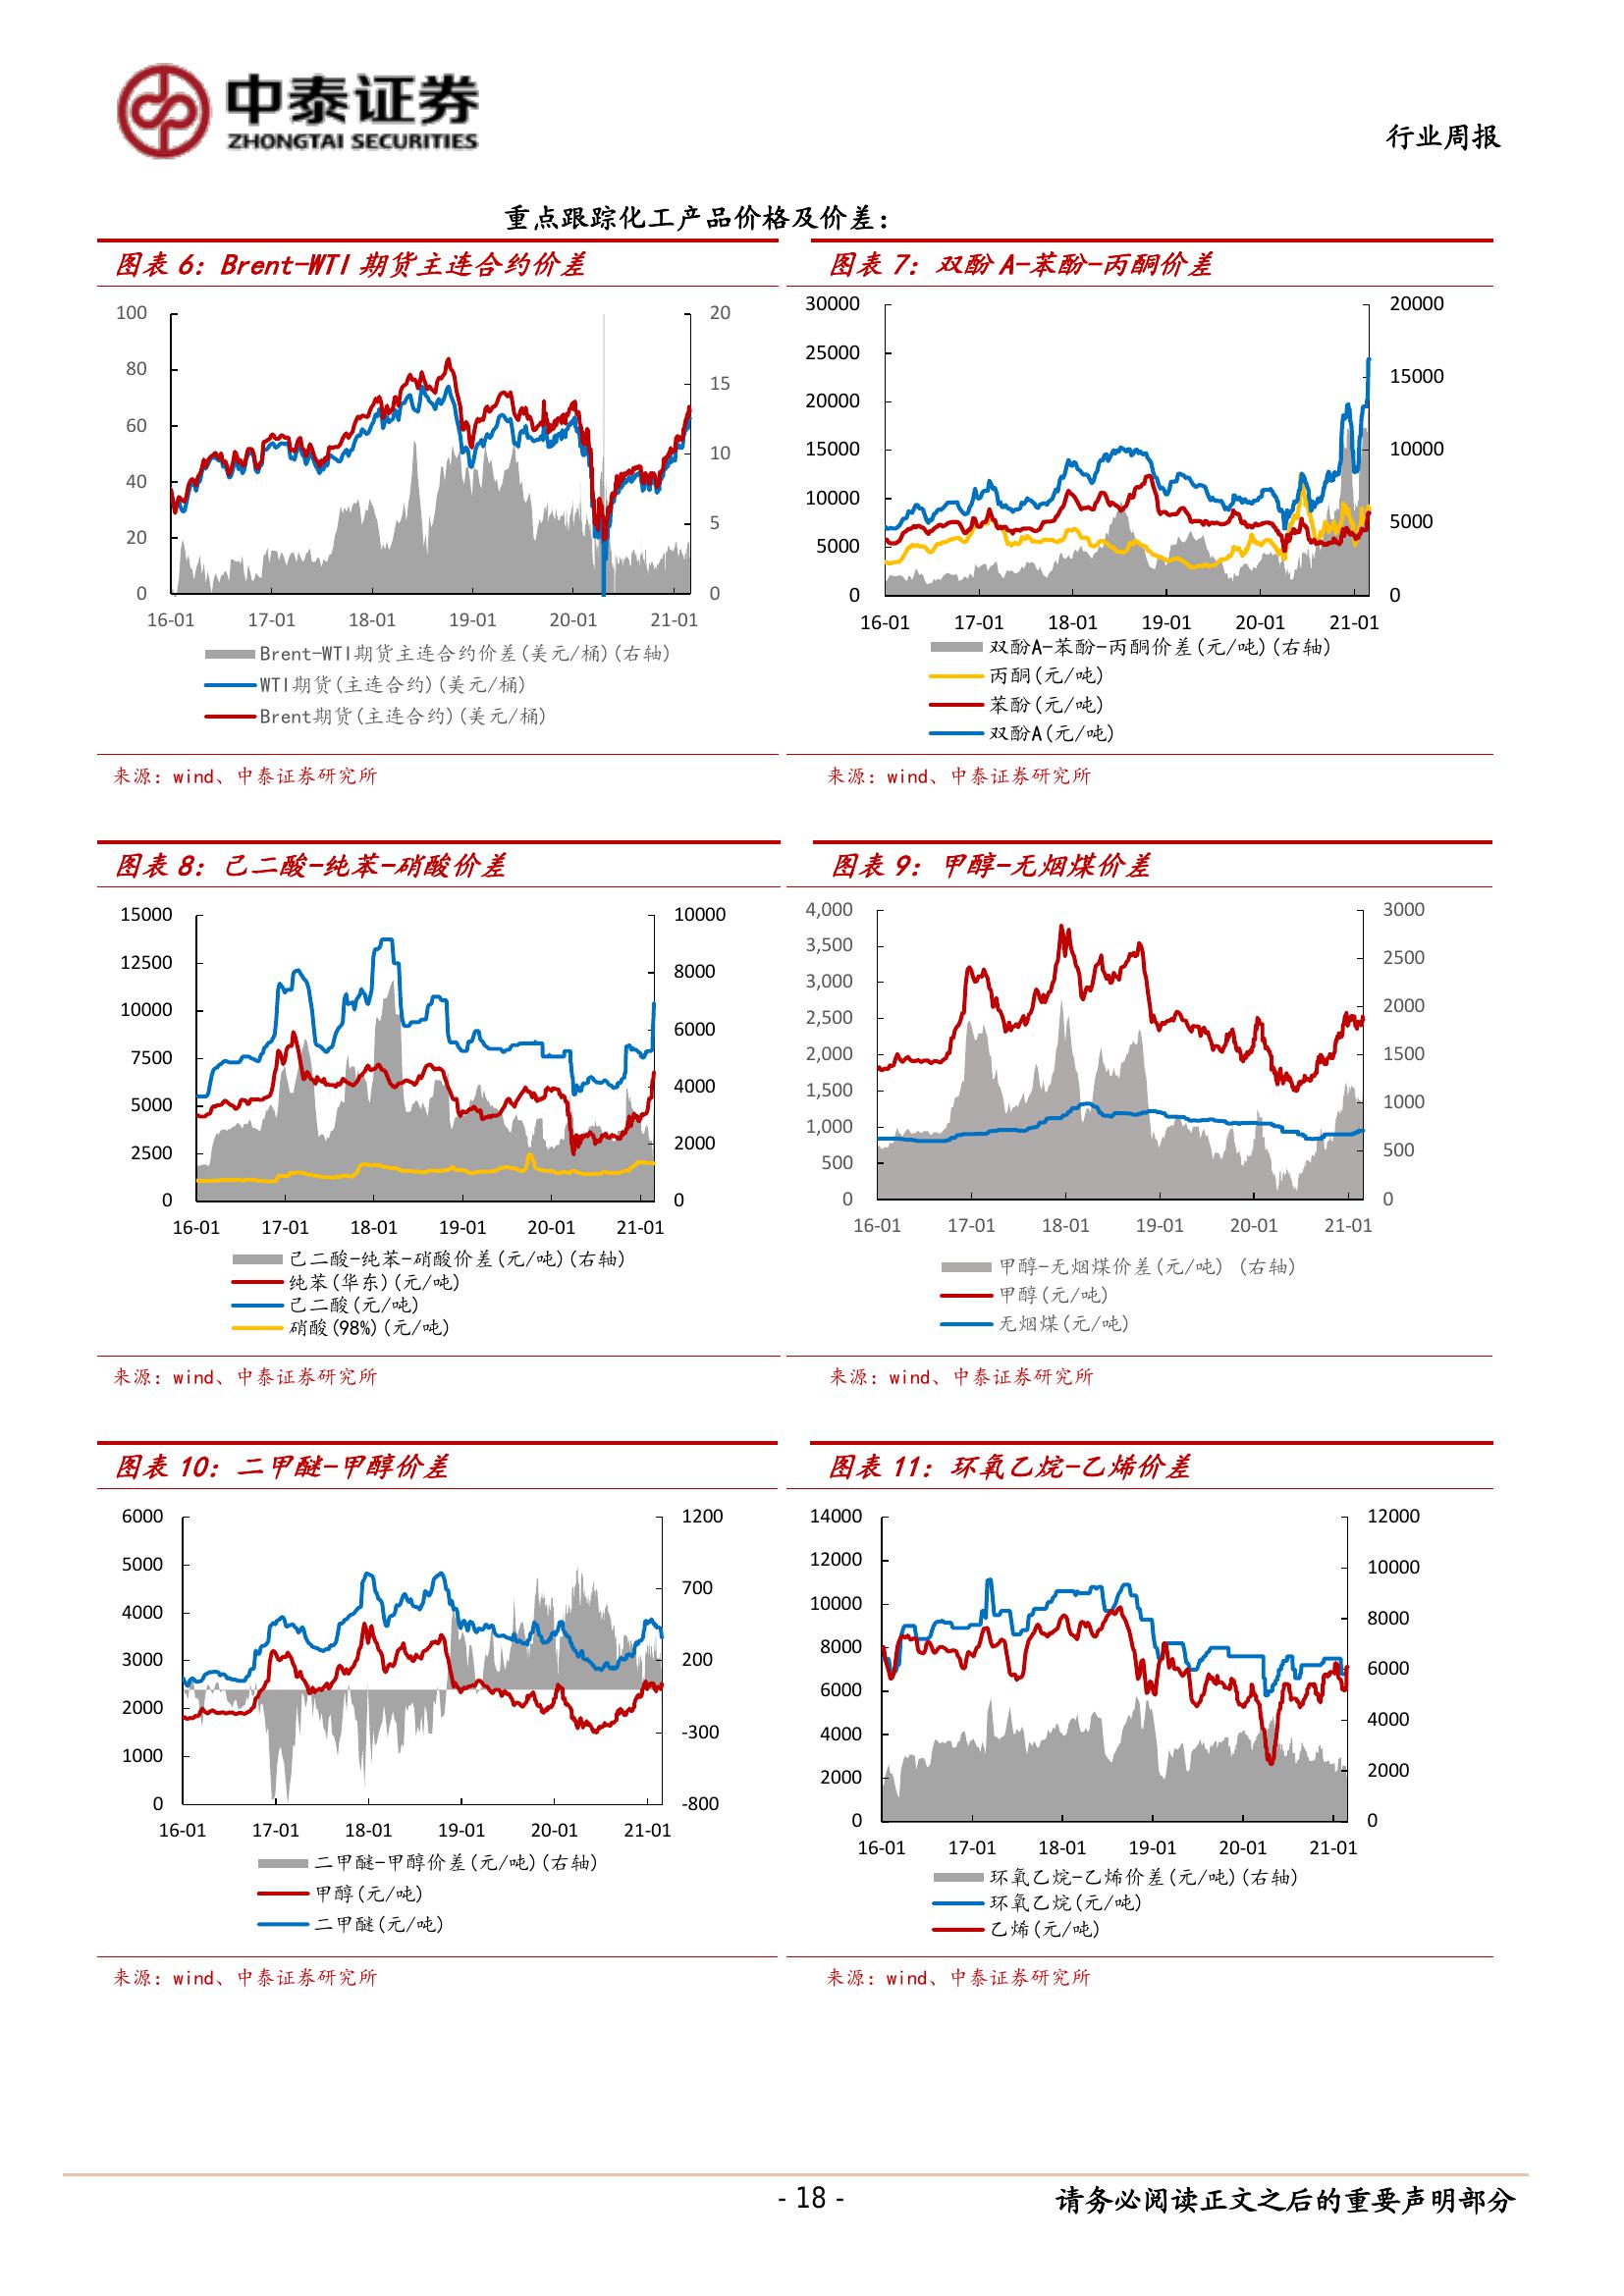 中泰证券
ZHONGTAI SECURITIES
行业周报
重点跟踪化工产品价格及价差：
图表 6：Brent-WTI 期货主连合约价差
100
80
60
40
20
0
20
15
10
5
0
16-01 17-01 18-01 19-01 20-01 21-01
Brent-WTI期货主连合约价差(美元/桶)(右轴)
WTI期货(主连合约)(美元/桶)
Brent期货(主连合约)(美元/桶)
来源：wind、中泰证券研究所
图表 7：双酚 A-苯酚-丙酮价差
30000
25000
20000
15000
10000
5000
0
20000
15000
10000
5000
0
16-01 17-01 18-01 19-01 20-01 21-01
双酚A-苯酚-丙酮价差(元/吨)(右轴)
丙酮(元/吨)
苯酚(元/吨)
双酚A(元/吨)
来源：wind、中泰证券研究所
图表 8：己二酸-纯苯-硝酸价差
15000
12500
10000
7500
5000
2500
0
10000
8000
6000
4000
2000
0
16-01 17-01 18-01 19-01 20-01 21-01
己二酸-纯苯-硝酸价差(元/吨)(右轴)
纯苯(华东)(元/吨)
己二酸(元/吨)
硝酸(98%)(元/吨)
来源：wind、中泰证券研究所
图表 9：甲醇-无烟煤价差
4,000
3,500
3,000
2,500
2,000
1,500
1,000
500
0
3000
2500
2000
1500
1000
500
0
16-01 17-01 18-01 19-01 20-01 21-01
甲醇-无烟煤价差(元/吨) (右轴)
甲醇(元/吨)
无烟煤(元/吨)
来源：wind、中泰证券研究所
图表 10：二甲醚-甲醇价差
6000
5000
4000
3000
2000
1000
0
1200
700
200
-300
-800
16-01 17-01 18-01 19-01 20-01 21-01
二甲醚-甲醇价差(元/吨)(右轴)
甲醇(元/吨)
二甲醚(元/吨)
来源：wind、中泰证券研究所
图表 11：环氧乙烷-乙烯价差
14000
12000
10000
8000
6000
4000
2000
0
12000
10000
8000
6000
4000
2000
0
16-01 17-01 18-01 19-01 20-01 21-01
环氧乙烷-乙烯价差(元/吨)(右轴)
环氧乙烷(元/吨)
乙烯(元/吨)
来源：wind、中泰证券研究所
- 18 -
请务必阅读正文之后的重要声明部分